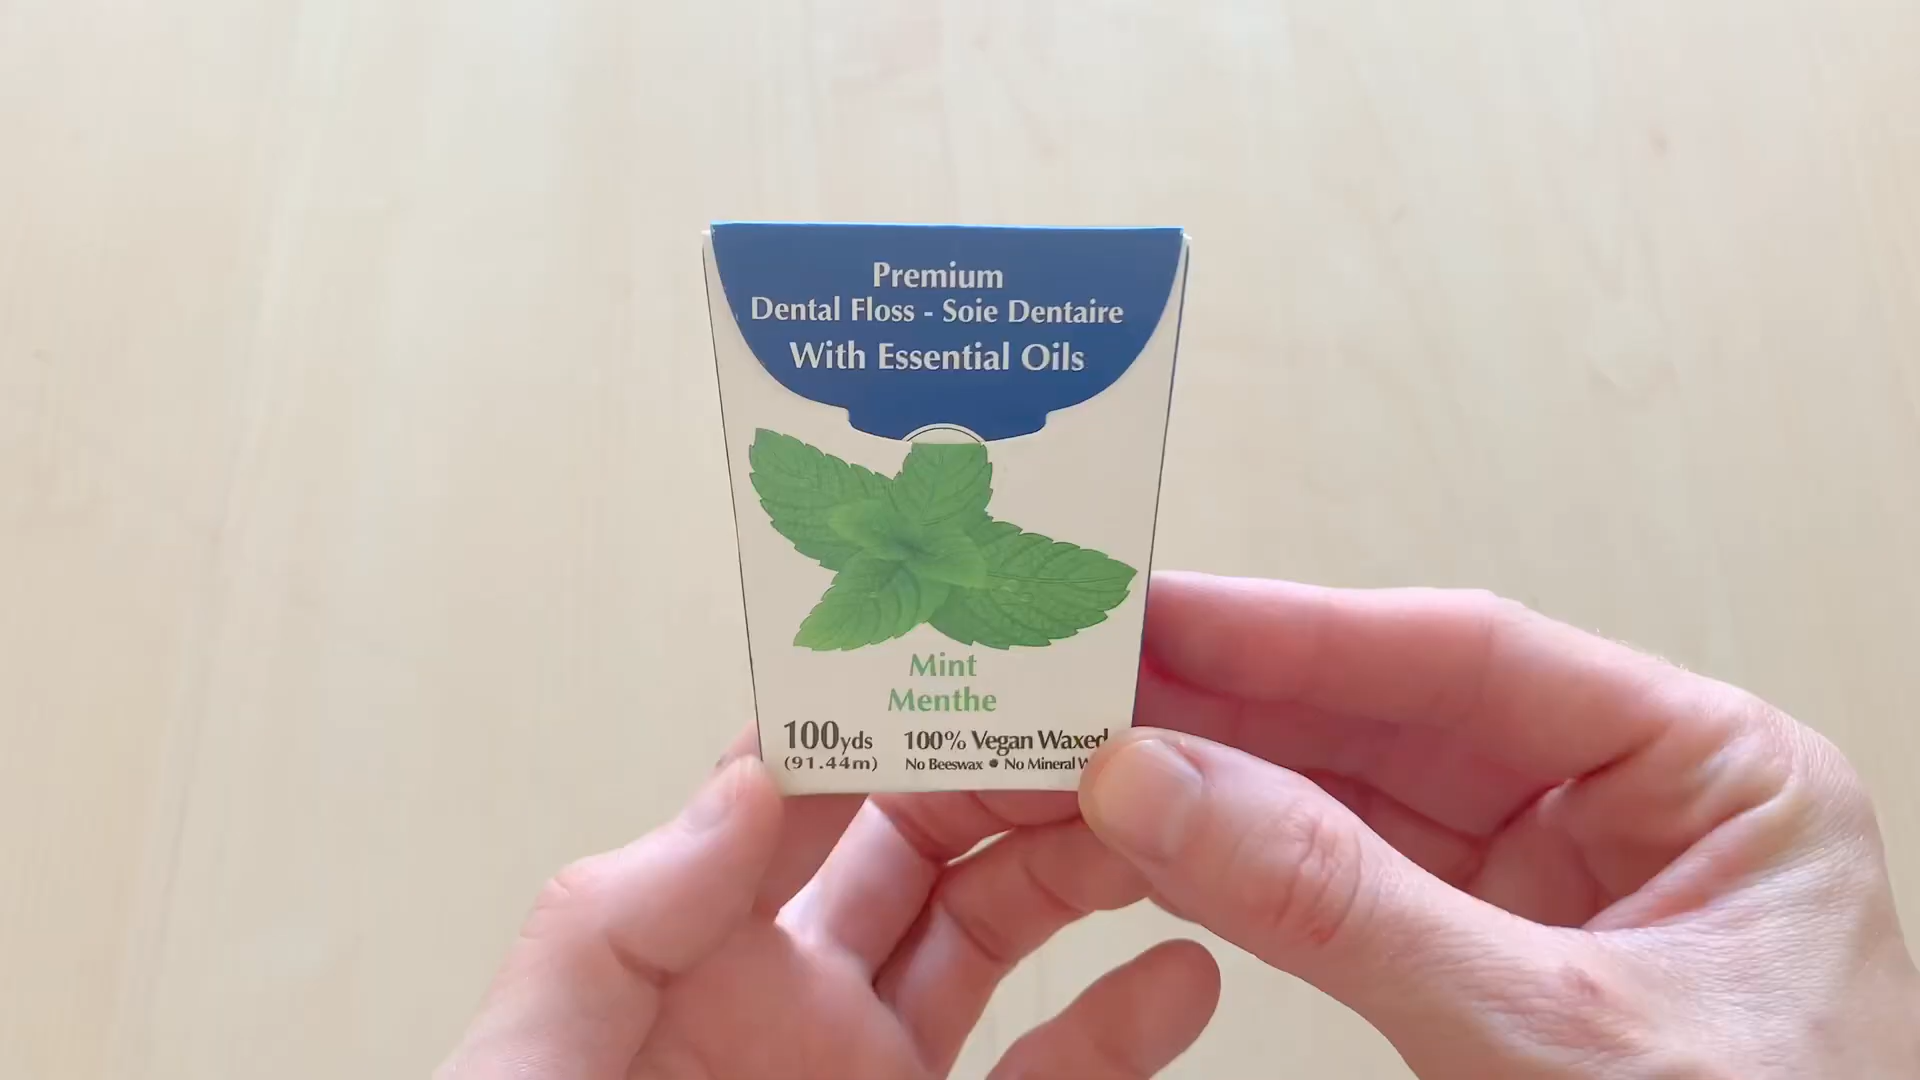 Premium
Dental Floss - Soie Dentaire
With Essential Oils
Mint
Menthe
100yds
(91.44m)
100% Vegan Waxed
No Beeswax • No Mineral